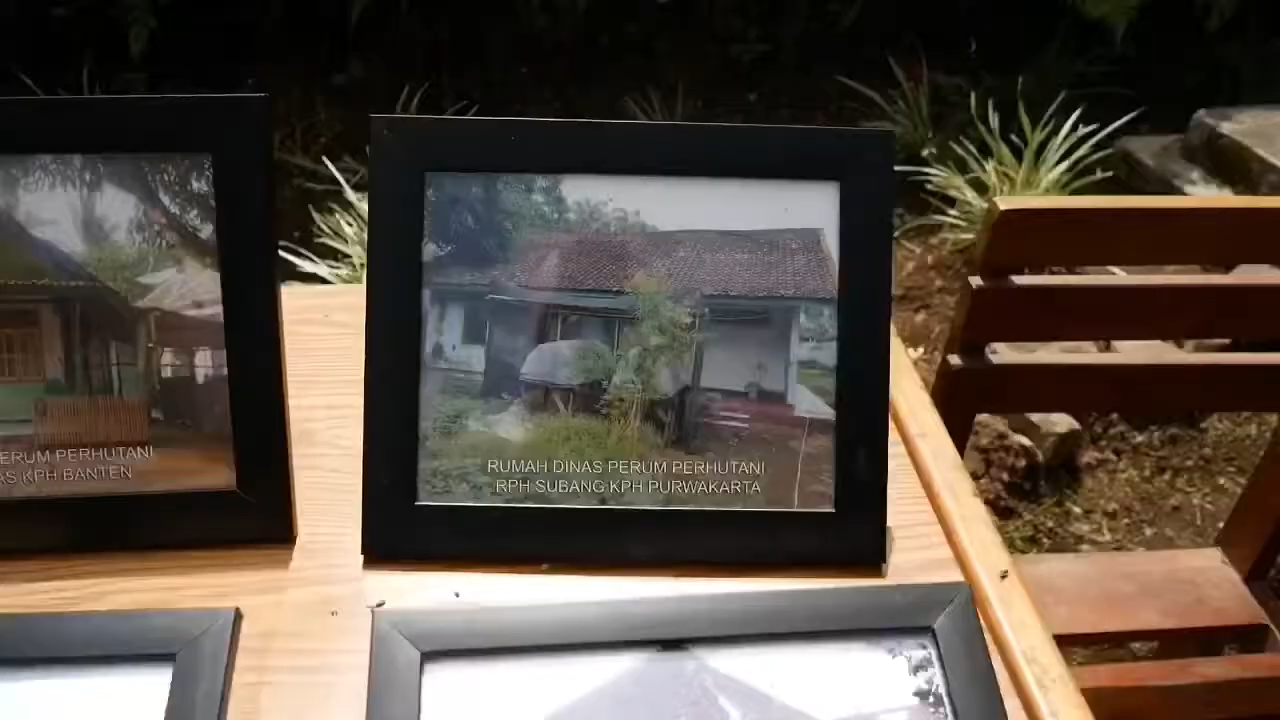 ERUM PERHUTANI
AS KPH BANTEN
RUMAH DINAS PERUM PERHUTANI
RPH SUBANG KPH PURWAKARTA